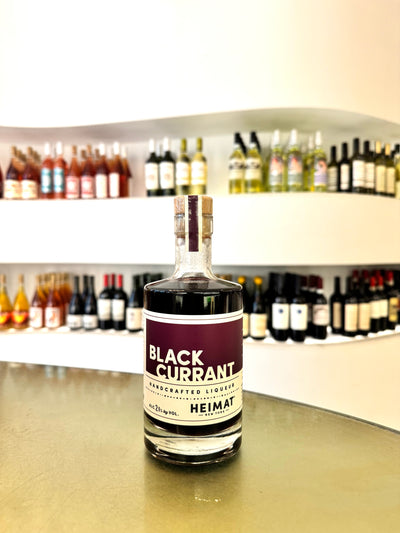 BLACK
CURRANT
HANDCRAFTED LIQUEUR
HEIMAT
NEW YORK